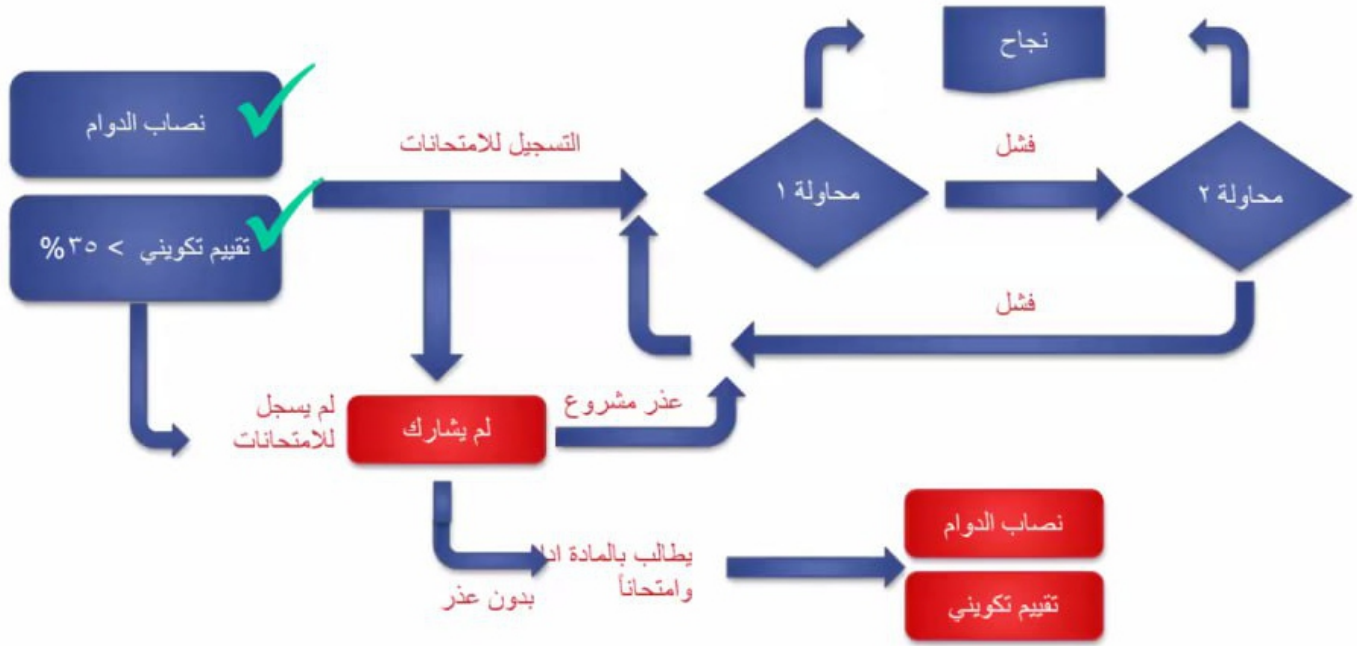 نجاح
نصاب الدوام
التسجيل للامتحانات
فشل
محاولة ١
محاولة ٢
تقييم تكويني > ٣٥%
فشل
لم يسجل
للامتحانات
لم يشارك
عذر مشروع
نصاب الدوام
يطالب بالمادة
وامتحاناً
بدون عذر
تقييم تكويني